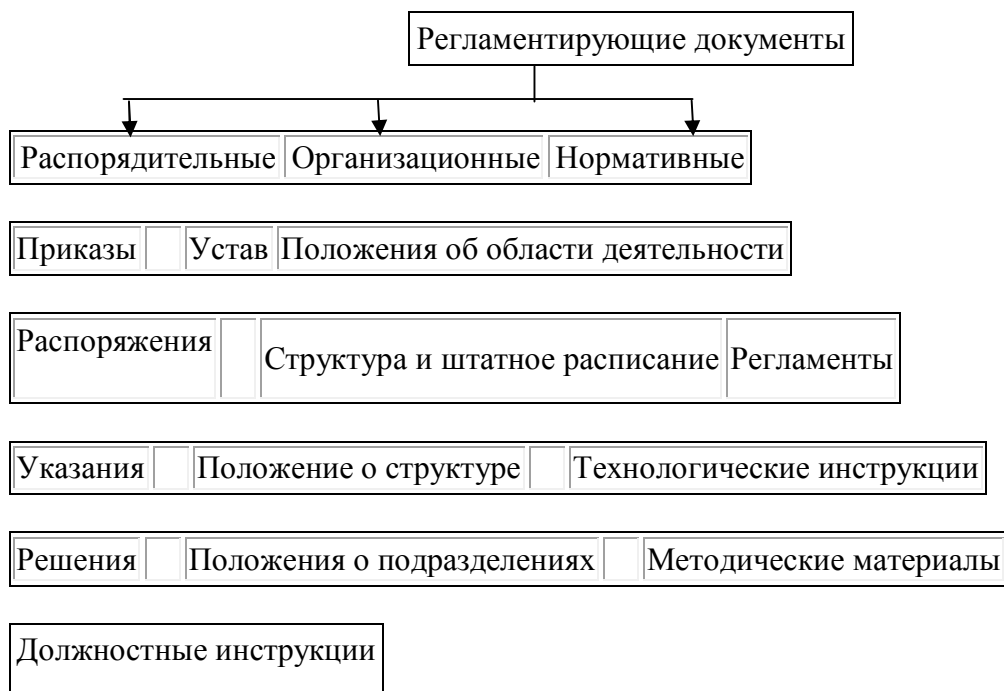 Регламентирующие документы
Распорядительные Организационные Нормативные
Приказы Устав Положения об области деятельности
Распоряжения Структура и штатное расписание Регламенты
Указания Положение о структуре Технологические инструкции
Решения Положения о подразделениях Методические материалы
Должностные инструкции